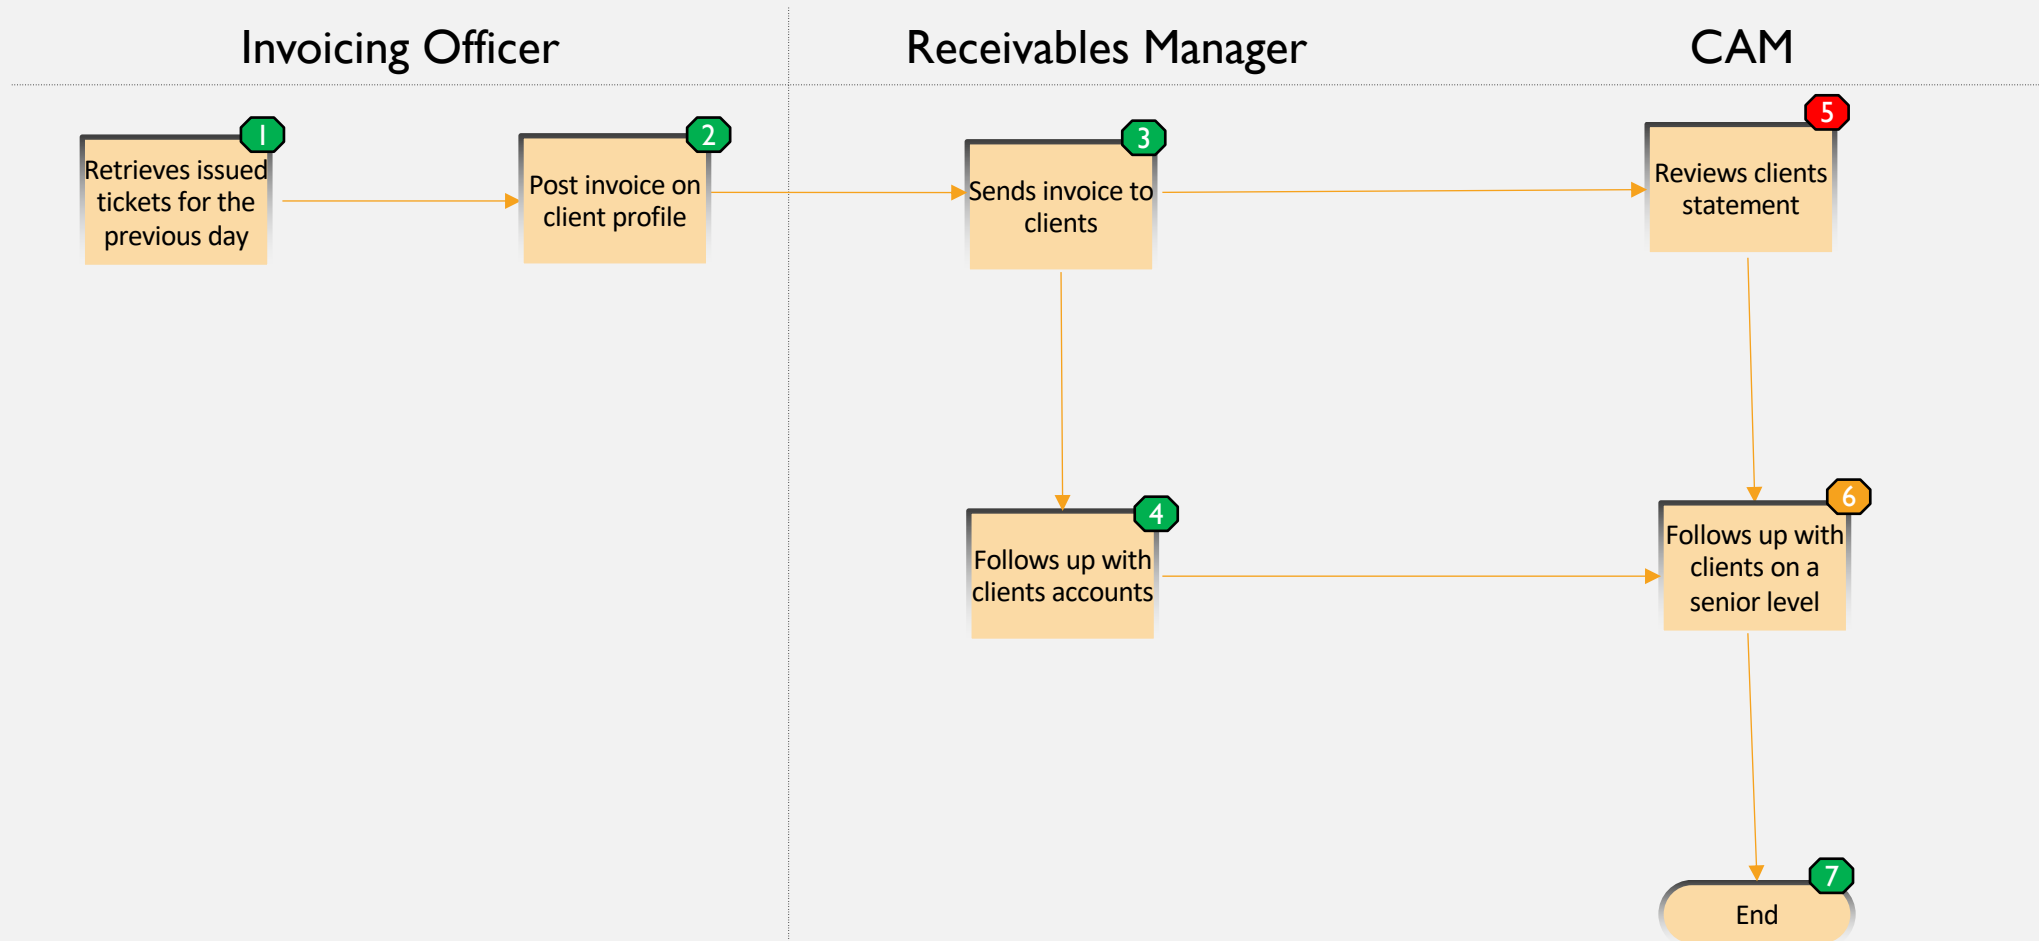 Invoicing Officer
Receivables Manager
CAM
1
Retrieves issued
tickets for the
previous day
2
Post invoice on
client profile
3
Sends invoice to
clients
5
Reviews clients
statement
4
Follows up with
clients accounts
6
Follows up with
clients on a
senior level
7
End